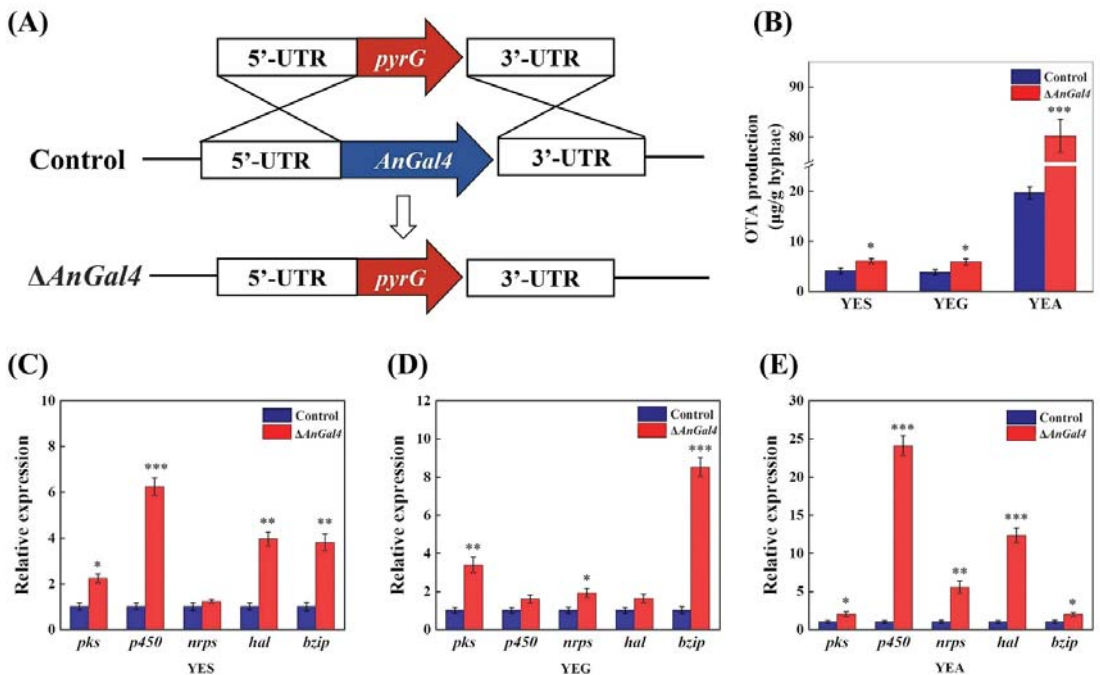 (A)
5’-UTR pyrG 3’-UTR
Control 5’-UTR AnGal4 3’-UTR
ΔAnGal4 5’-UTR pyrG 3’-UTR
(B)
OTA production
(μg/g hyphae)
90
80
20
10
0
Control
ΔAnGal4
* * ***
YES YEG YEA
(C)
Relative expression
10
8
6
4
2
0
Control
ΔAnGal4
* *** ** **
pks p450 nrps hal bzip
YES
(D)
Relative expression
12
10
8
6
4
2
0
Control
ΔAnGal4
** * ***
pks p450 nrps hal bzip
YEG
(E)
Relative expression
30
25
20
15
10
5
0
Control
ΔAnGal4
* *** ** *** *
pks p450 nrps hal bzip
YEA